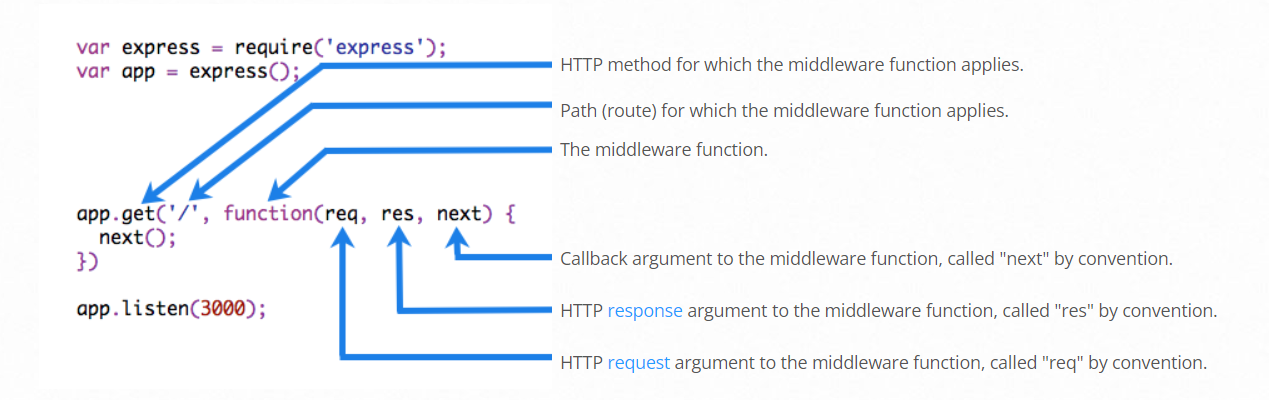 var express = require('express');
var app = express();
HTTP method for which the middleware function applies.
Path (route) for which the middleware function applies.
The middleware function.
app.get('/', function(req, res, next) {
next();
})
Callback argument to the middleware function, called "next" by convention.
app.listen(3000);
HTTP response argument to the middleware function, called "res" by convention.
HTTP request argument to the middleware function, called "req" by convention.